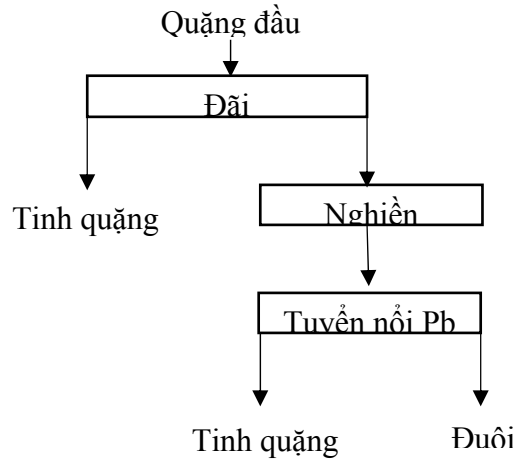 Quặng đầu
Đãi
Tinh quặng
Nghiền
Tuyển nổi Pb
Tinh quặng
Đuôi